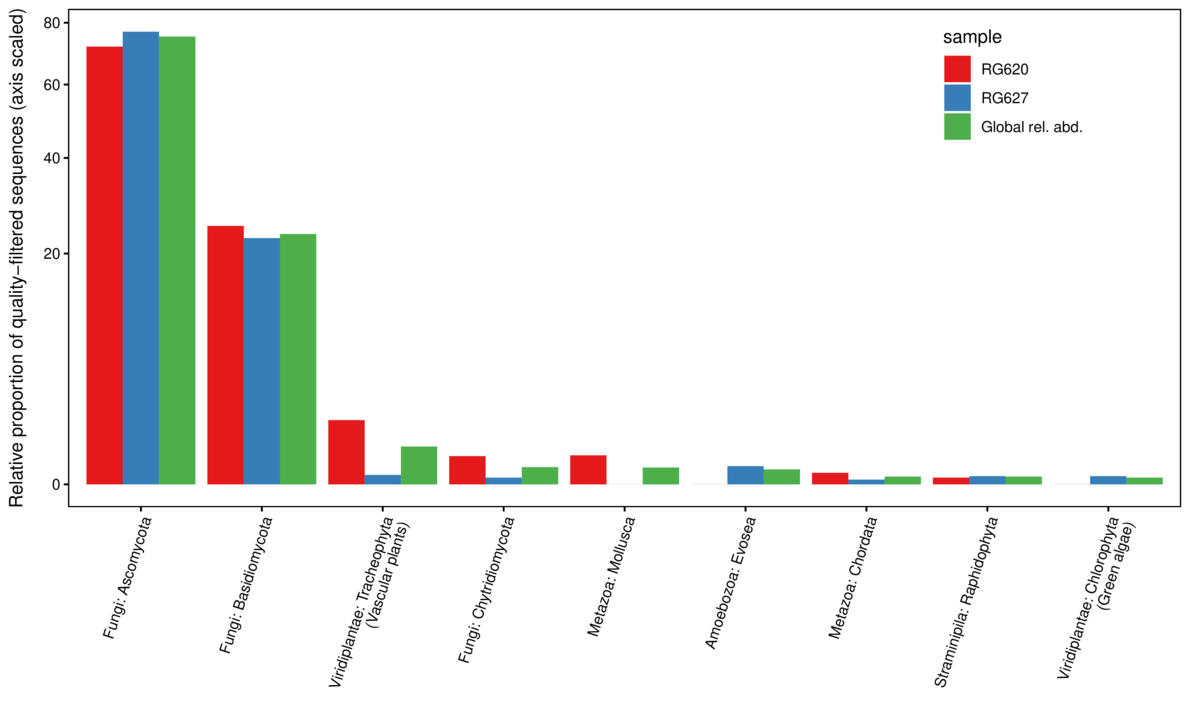 Relative proportion of quality−filtered sequences (axis scaled)
80
60
40
20
0
sample
RG620
RG627
Global rel. abd.
Fungi: Ascomycota
Fungi: Basidiomycota
Viridiplantae: Tracheophyta
(Vascular plants)
Fungi: Chytridiomycota
Metazoa: Mollusca
Amoebozoa: Evosea
Metazoa: Chordata
Straminipila: Raphidophyta
Viridiplantae: Chlorophyta
(Green algae)